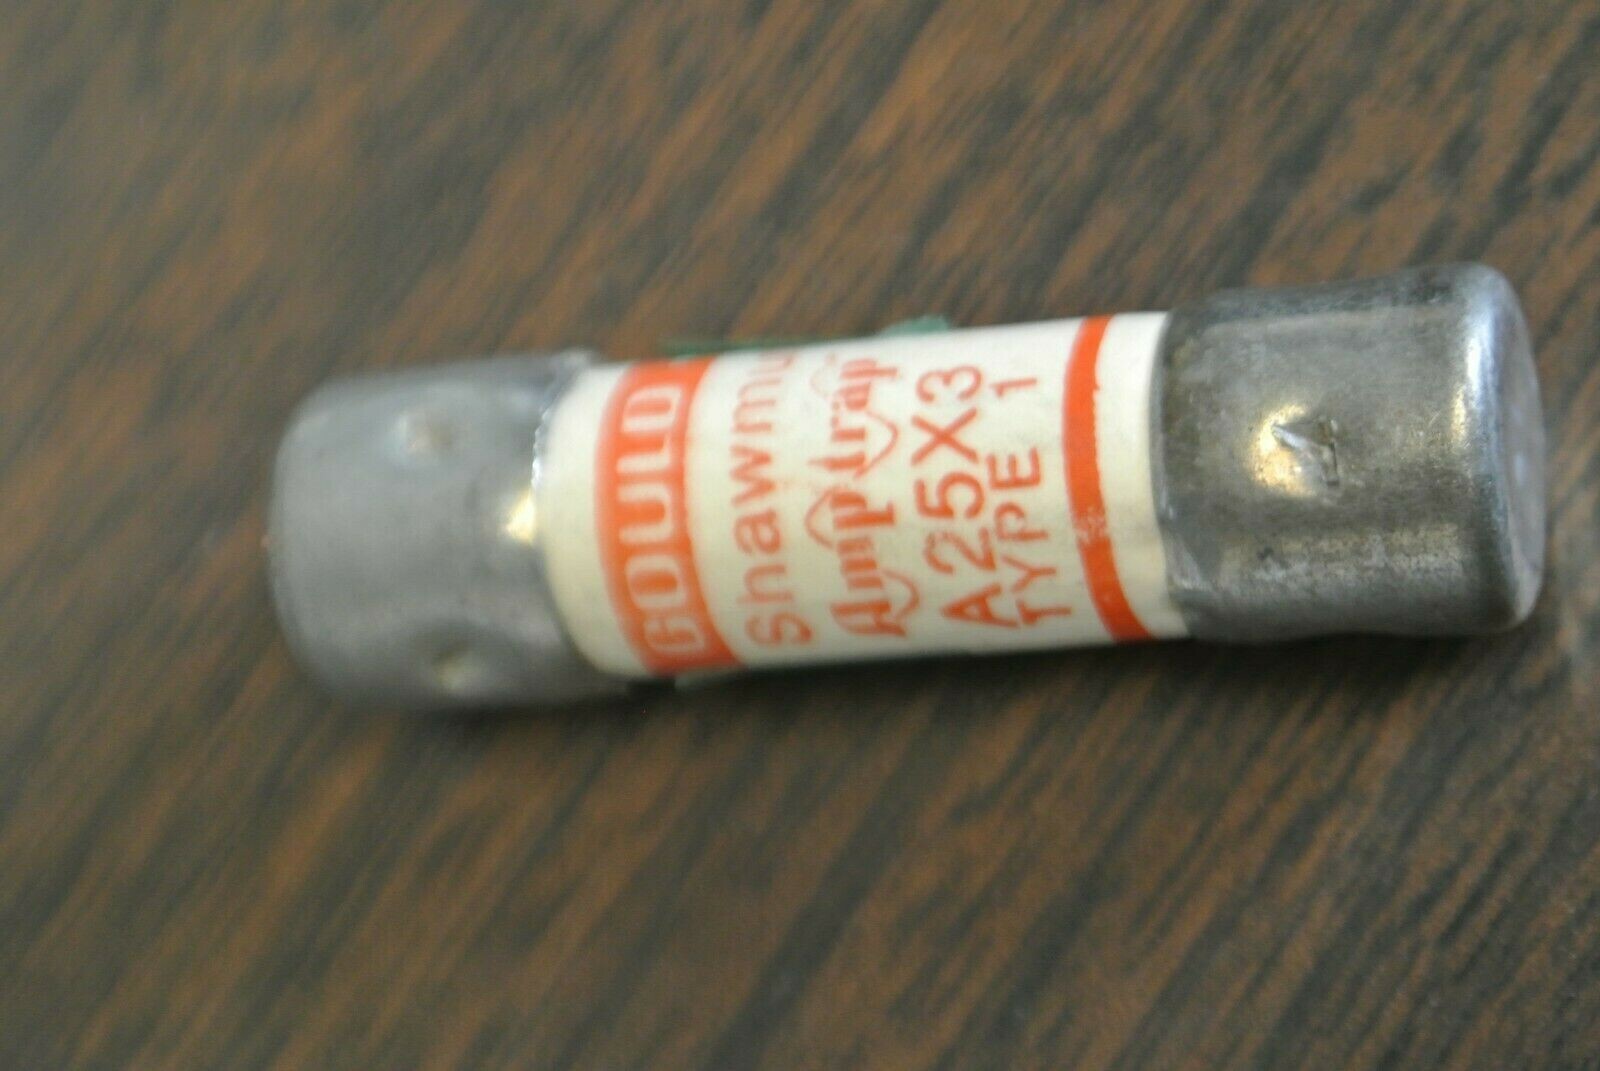 GOULD
Shawmu
Amp-trap
A25X3
TYPE 1